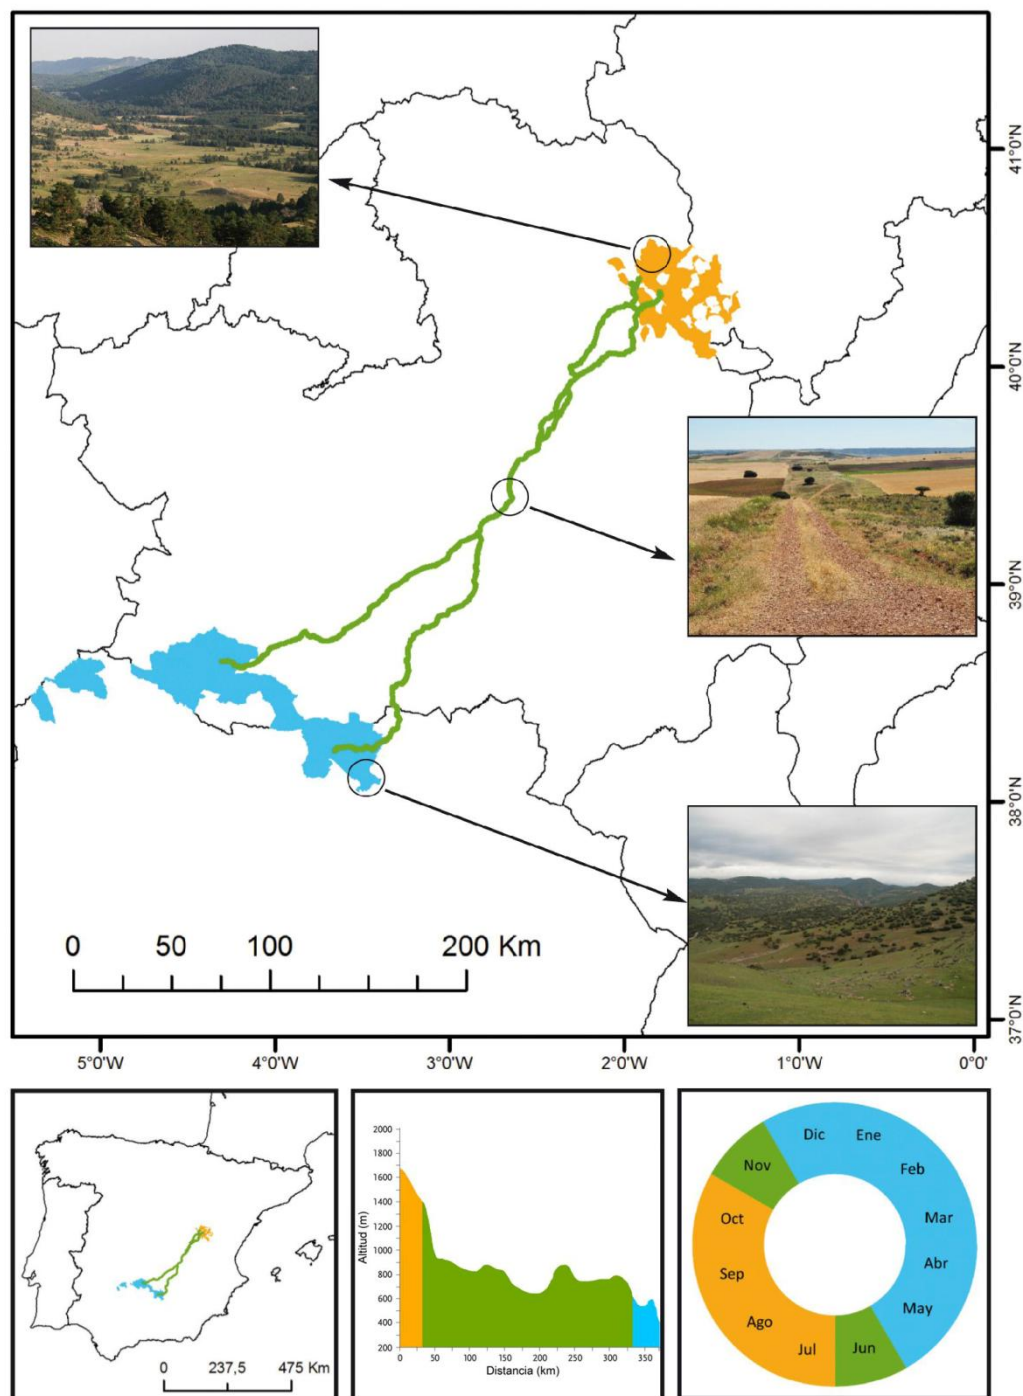 41°0'N
40°0'N
39°0'N
38°0'N
37°0'N
0 50 100 200 Km
5°0'W 4°0'W 3°0'W 2°0'W 1°0'W 0°0'
0 237,5 475 Km
Altitud (m)
2000
1800
1600
1400
1200
1000
800
600
400
200
0 50 100 150 200 250 300 350
Distancia (km)
Dic
Ene
Feb
Mar
Abr
May
Jun
Jul
Ago
Sep
Oct
Nov